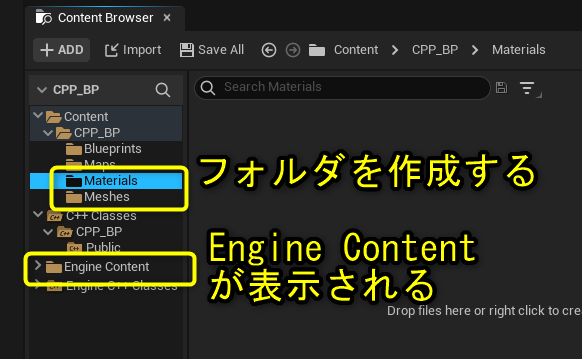 Content Browser
ADD Import Save All Content CPP_BP Materials
CPP_BP
Search Materials
Content
CPP_BP
Blueprints
Maps
Materials
Meshes
フォルダを作成する
C++ Classes
CPP_BP
Public
Engine Content
Engine C++ Classes
Engine Content
が表示される
Drop files here or right click to crea